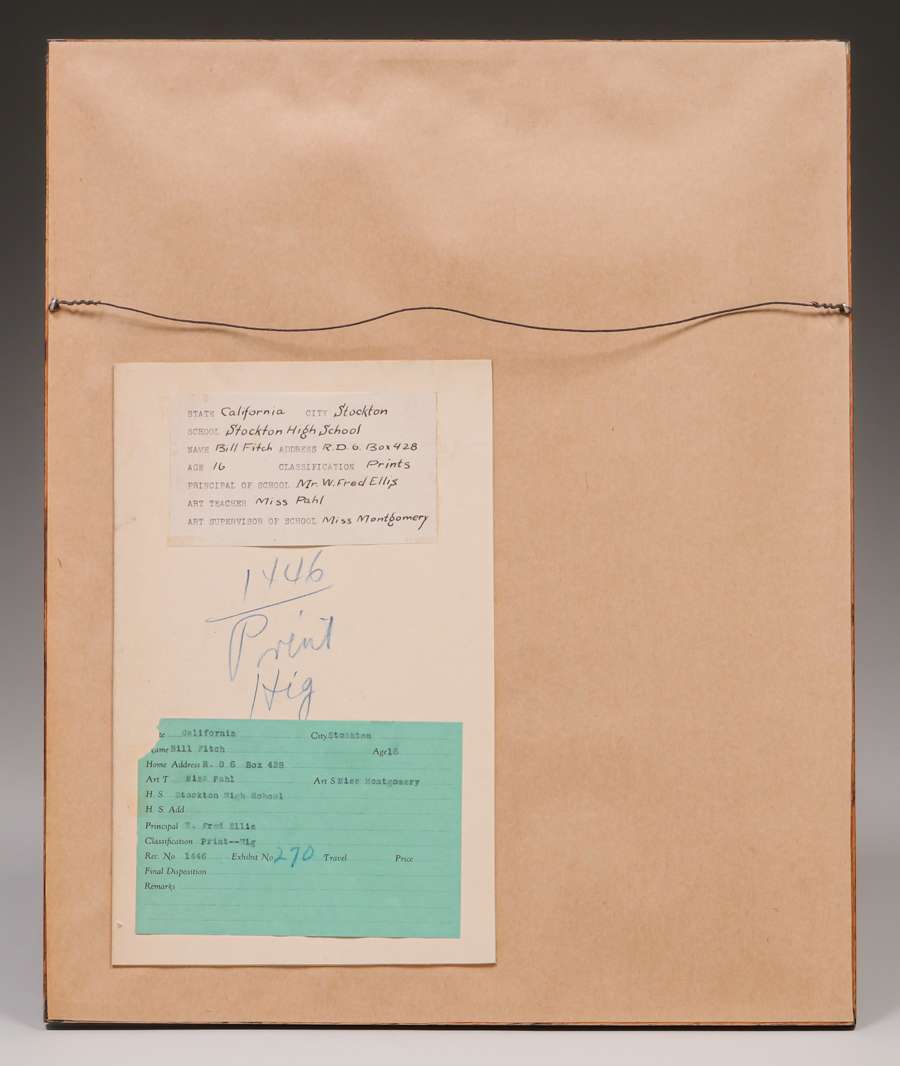 STATE California CITY Stockton
SCHOOL Stockton High School
NAME Bill Fitch ADDRESS R.D.6. Box 428
AGE 16 CLASSIFICATION Prints
PRINCIPAL OF SCHOOL Mr. W. Fred Ellis
ART TEACHER Miss Pahl
ART SUPERVISOR OF SCHOOL Miss Montgomery
1446
Print
Hig
California City Stockton
Bill Fitch Age
Home Address R. D 6 Box 428
Art T Miss Pahl Art S Miss Montgomery
H. S. Stockton High School
H. S. Add
Principal W. Fred Ellis
Classification Print--Hig
Rec. No 1446 Exhibit No 270 Travel Price
Final Disposition
Remarks